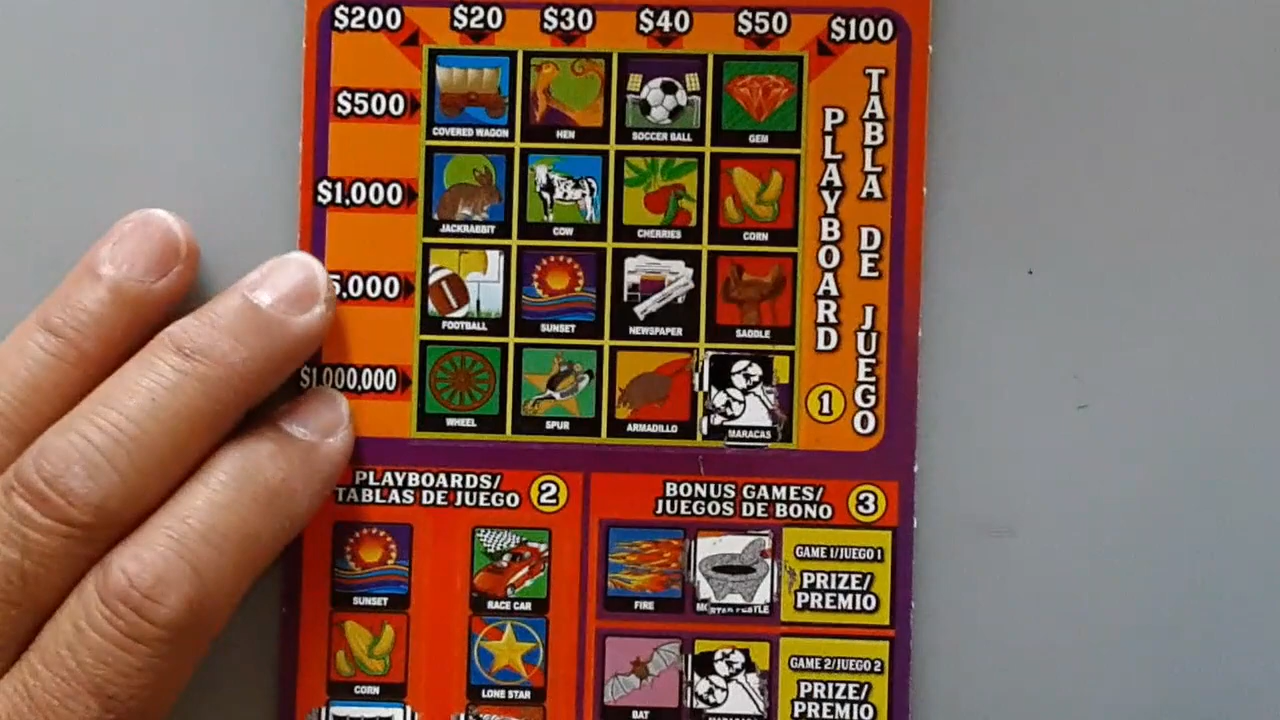 $200 $20 $30 $40 $50 $100
$500
$1,000
5,000
$1,000,000
COVERED WAGON HEN SOCCER BALL GEM
JACKRABBIT COW CHERRIES CORN
FOOTBALL SUNSET NEWSPAPER SADDLE
WHEEL SPUR ARMADILLO MARACAS
PLAYBOARD
TABLA DE JUEGO
1
PLAYBOARDS/
TABLAS DE JUEGO 2
SUNSET RACE CAR
CORN LONE STAR
BONUS GAMES/
JUEGOS DE BONO 3
FIRE
GAME 1/JUEGO 1
PRIZE/
PREMIO
BAT
GAME 2/JUEGO 2
PRIZE/
PREMIO